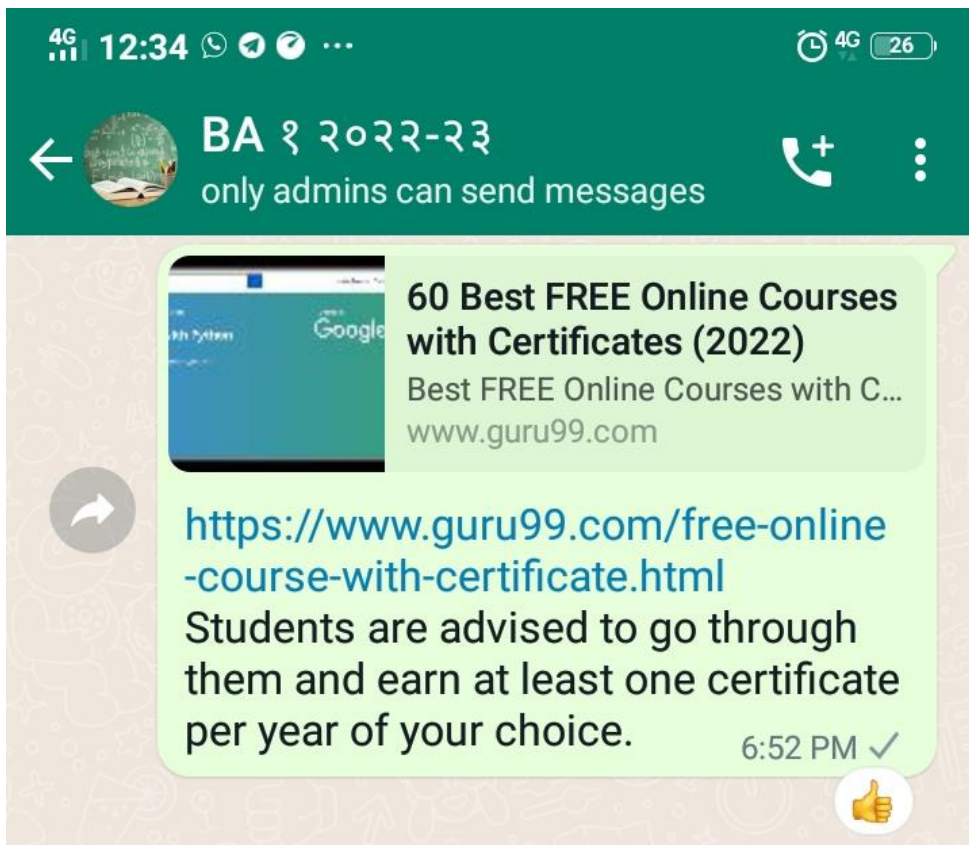 4G 12:34 ... 4G 26
BA १ २०२२-२३
only admins can send messages
60 Best FREE Online Courses
with Certificates (2022)
Best FREE Online Courses with C...
www.guru99.com
with Python
Google
https://www.guru99.com/free-online
-course-with-certificate.html
Students are advised to go through
them and earn at least one certificate
per year of your choice.
6:52 PM